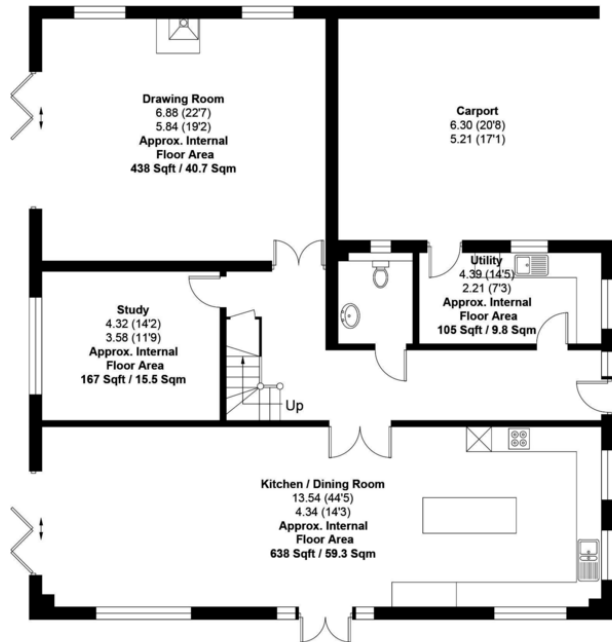 Drawing Room
6.88 (22'7)
5.84 (19'2)
Approx. Internal
Floor Area
438 Sqft / 40.7 Sqm
Carport
6.30 (20'8)
5.21 (17'1)
Utility
4.39 (14'5)
2.21 (7'3)
Approx. Internal
Floor Area
105 Sqft / 9.8 Sqm
Study
4.32 (14'2)
3.58 (11'9)
Approx. Internal
Floor Area
167 Sqft / 15.5 Sqm
Up
Kitchen / Dining Room
13.54 (44'5)
4.34 (14'3)
Approx. Internal
Floor Area
638 Sqft / 59.3 Sqm